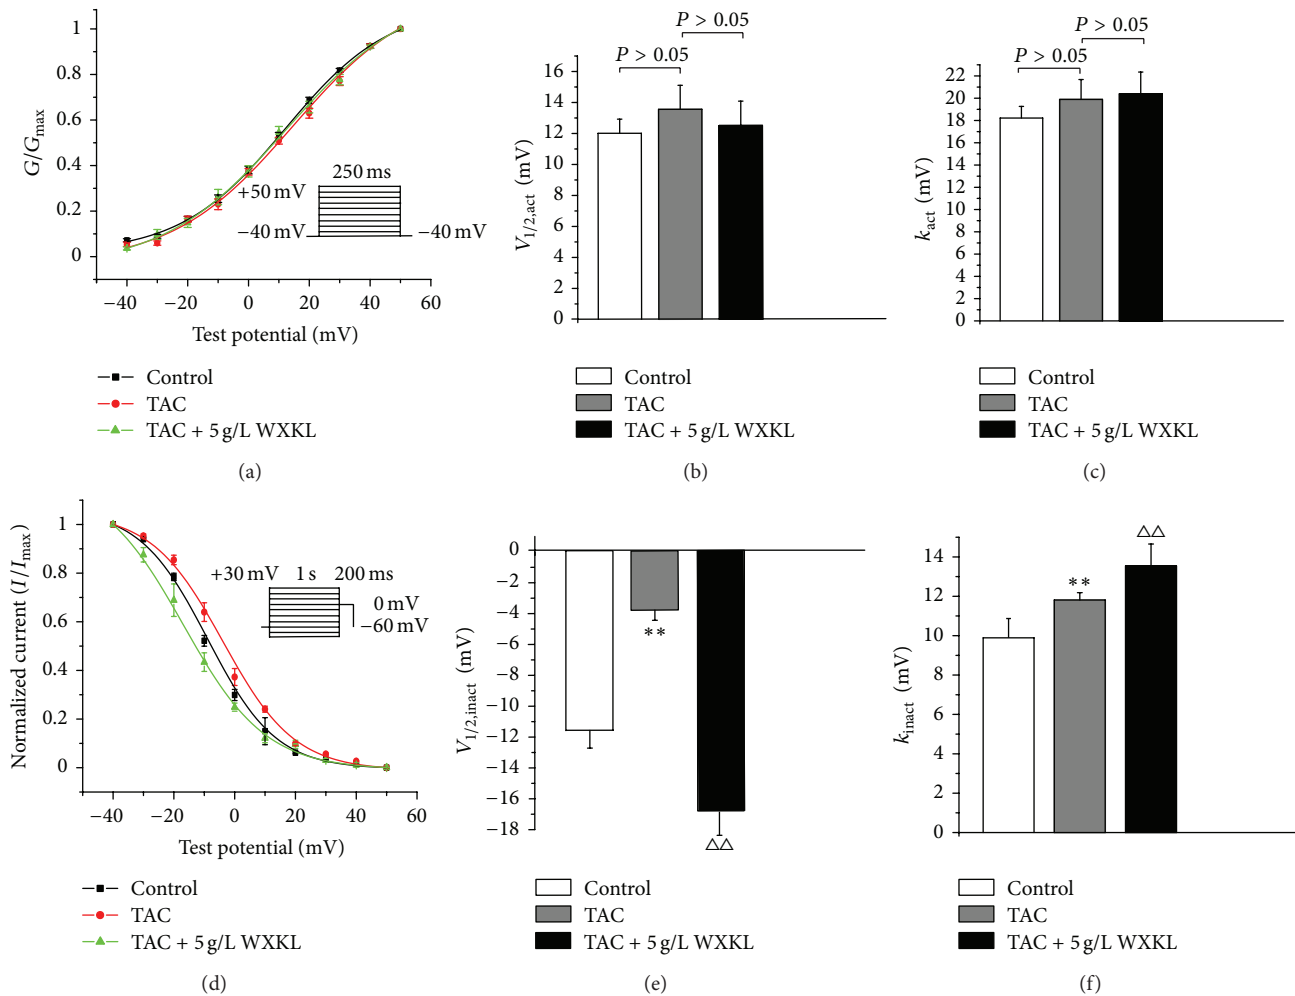 1
0.8
0.6
0.4
0.2
0
G/Gmax
+50 mV
250 ms
−40 mV
−40 mV
−40 −20 0 20 40 60
Test potential (mV)
Control
TAC
TAC + 5 g/L WXKL
(a)
P > 0.05
P > 0.05
16
14
12
10
8
6
4
2
0
V1/2,act (mV)
Control
TAC
TAC + 5 g/L WXKL
(b)
P > 0.05
P > 0.05
22
20
18
16
14
12
10
8
6
4
2
0
kact (mV)
Control
TAC
TAC + 5 g/L WXKL
(c)
1
0.8
0.6
0.4
0.2
0
Normalized current (I/Imax)
+30 mV 1 s 200 ms
0 mV
−60 mV
−40 −20 0 20 40 60
Test potential (mV)
Control
TAC
TAC + 5 g/L WXKL
(d)
0
−2
−4
−6
−8
−10
−12
−14
−16
−18
V1/2,inact (mV)
**
△△
Control
TAC
TAC + 5 g/L WXKL
(e)
14
12
10
8
6
4
2
0
kinact (mV)
**
△△
Control
TAC
TAC + 5 g/L WXKL
(f)